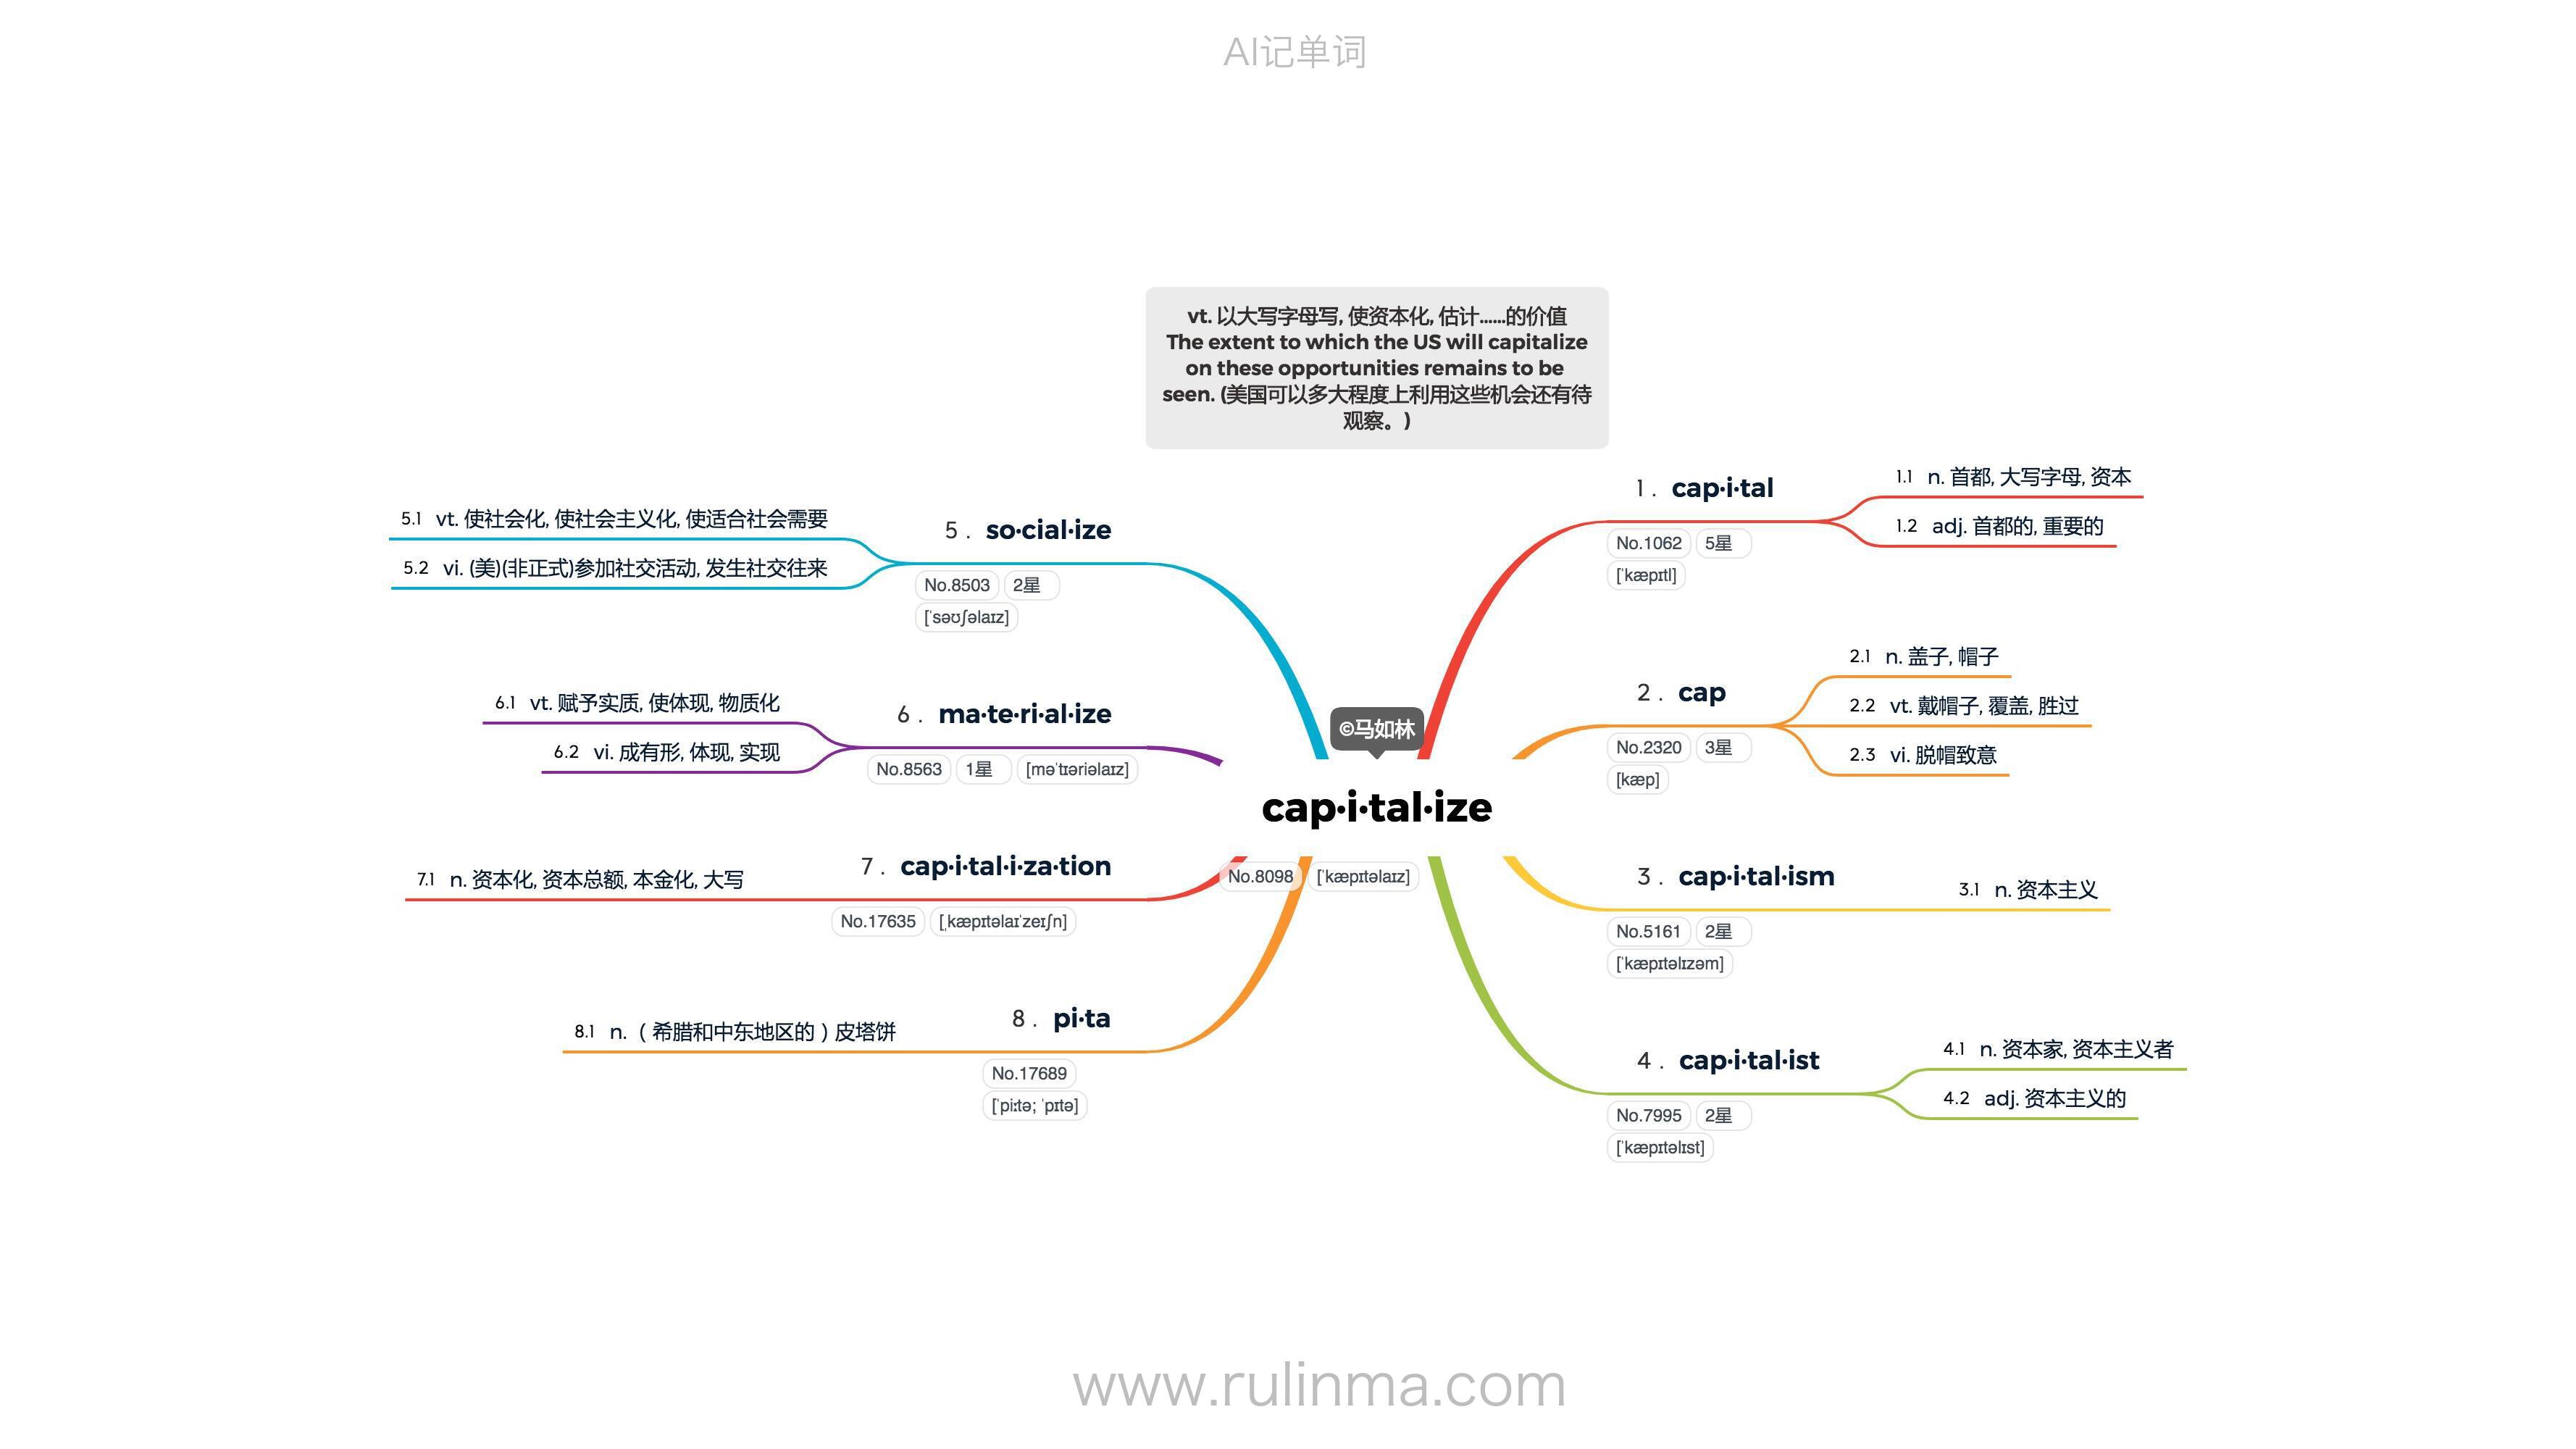 AI记单词
vt. 以大写字母写, 使资本化, 估计......的价值
The extent to which the US will capitalize
on these opportunities remains to be
seen. (美国可以多大程度上利用这些机会还有待
观察。)
©马如林
cap·i·tal·ize
No.8098 [ˈkæpɪtəlaɪz]
1 . cap·i·tal
No.1062 5星
[ˈkæpɪtl]
1.1 n. 首都, 大写字母, 资本
1.2 adj. 首都的, 重要的
2 . cap
No.2320 3星
[kæp]
2.1 n. 盖子, 帽子
2.2 vt. 戴帽子, 覆盖, 胜过
2.3 vi. 脱帽致意
3 . cap·i·tal·ism
No.5161 2星
[ˈkæpɪtəlɪzəm]
3.1 n. 资本主义
4 . cap·i·tal·ist
No.7995 2星
[ˈkæpɪtəlɪst]
4.1 n. 资本家, 资本主义者
4.2 adj. 资本主义的
5 . so·cial·ize
No.8503 2星
[ˈsəʊʃəlaɪz]
5.1 vt. 使社会化, 使社会主义化, 使适合社会需要
5.2 vi. (美)(非正式)参加社交活动, 发生社交往来
6 . ma·te·ri·al·ize
No.8563 1星 [məˈtɪəriəlaɪz]
6.1 vt. 赋予实质, 使体现, 物质化
6.2 vi. 成有形, 体现, 实现
7 . cap·i·tal·i·za·tion
No.17635 [ˌkæpɪtəlaɪˈzeɪʃn]
7.1 n. 资本化, 资本总额, 本金化, 大写
8 . pi·ta
No.17689
[ˈpiːtə; ˈpɪtə]
8.1 n.（希腊和中东地区的）皮塔饼
www.rulinma.com